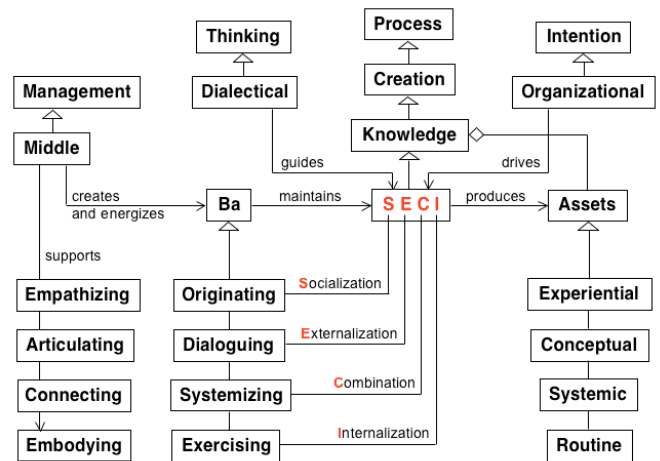 Thinking
Process
Intention
Management
Dialectical
Creation
Organizational
Middle
Knowledge
guides
drives
creates
and energizes
Ba
maintains
S E C I
produces
Assets
supports
Empathizing
Originating
Socialization
Experiential
Articulating
Dialoguing
Externalization
Conceptual
Connecting
Systemizing
Combination
Systemic
Embodying
Exercising
Internalization
Routine